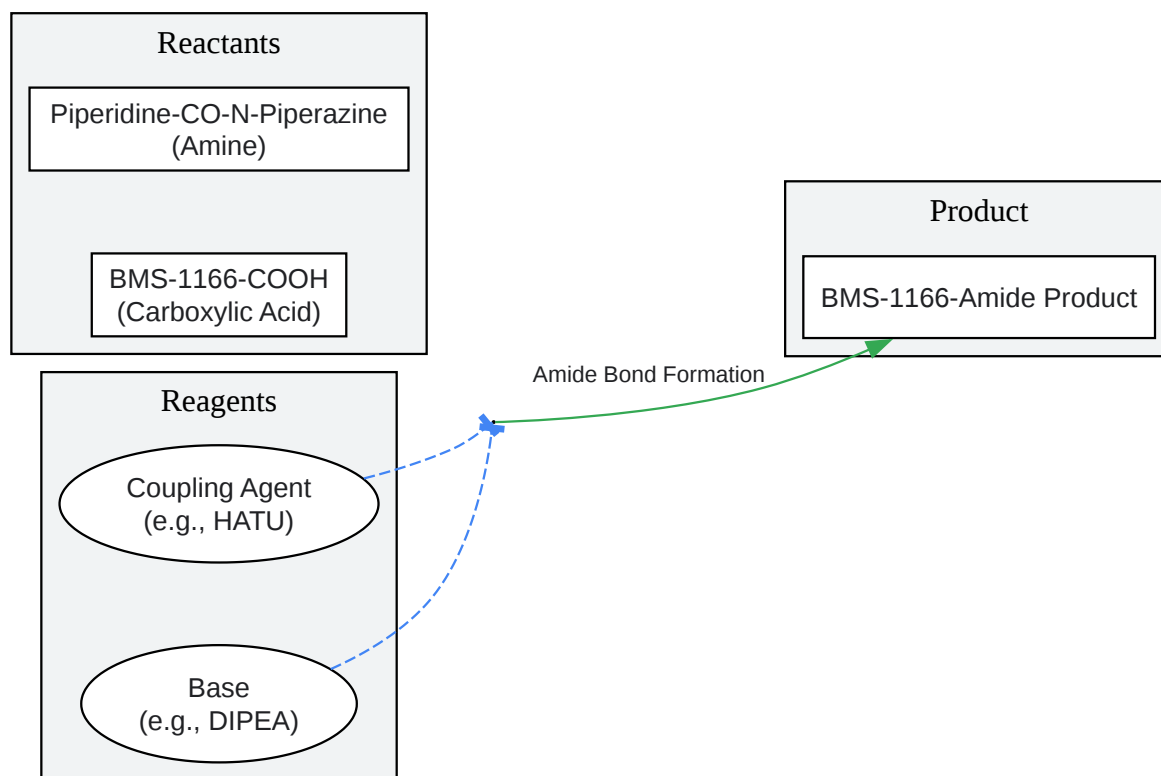 Reactants
Piperidine-CO-N-Piperazine
(Amine)
BMS-1166-COOH
(Carboxylic Acid)
Reagents
Coupling Agent
(e.g., HATU)
Base
(e.g., DIPEA)
Amide Bond Formation
Product
BMS-1166-Amide Product